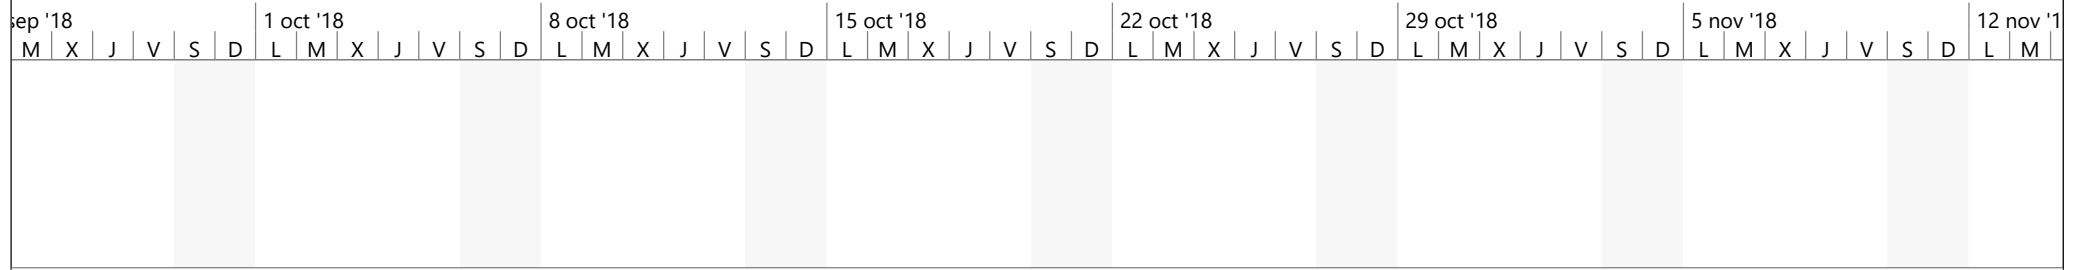 sep '18 1 oct '18 8 oct '18 15 oct '18 22 oct '18 29 oct '18 5 nov '18 12 nov '1
M X J V S D L M X J V S D L M X J V S D L M X J V S D L M X J V S D L M X J V S D L M X J V S D L M